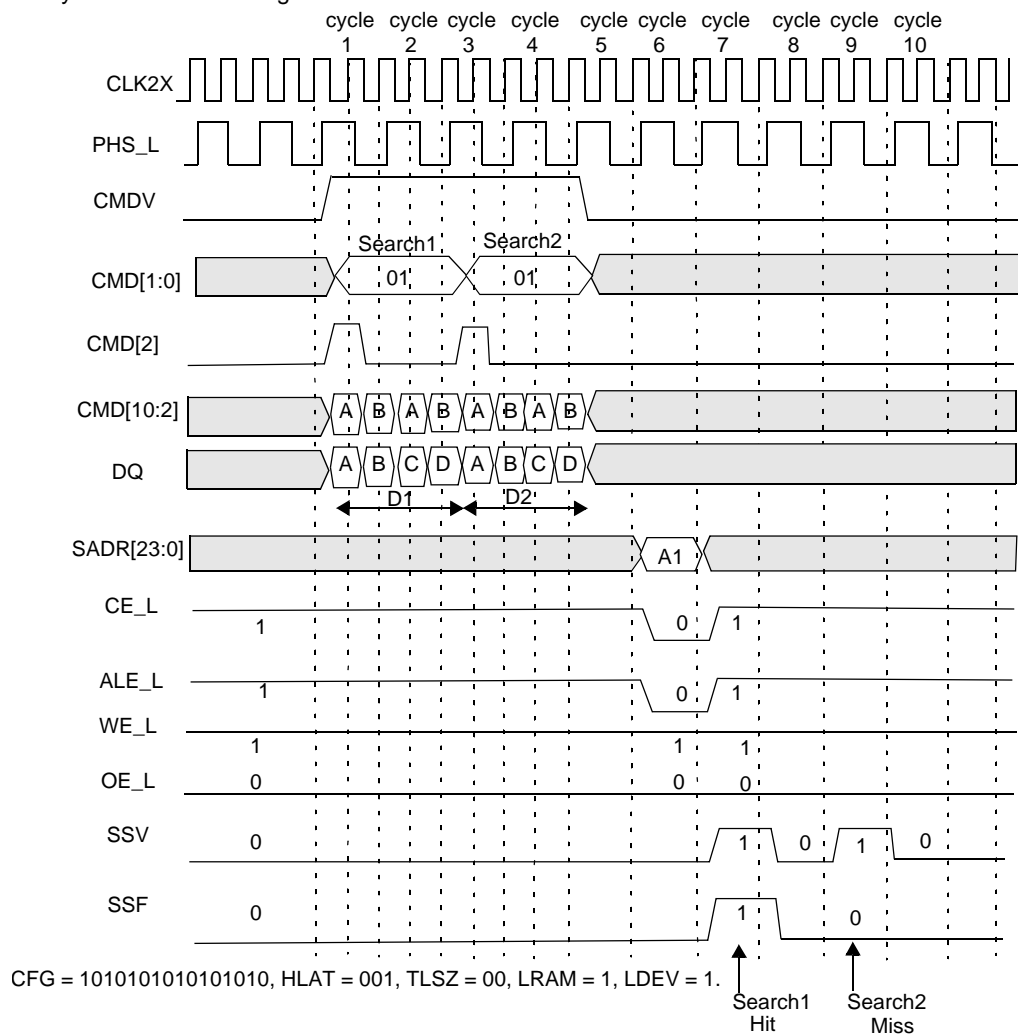 cycle cycle cycle cycle cycle cycle cycle cycle cycle cycle
1 2 3 4 5 6 7 8 9 10
CLK2X
PHS_L
CMDV
Search1 Search2
CMD[1:0] 01 01
CMD[2]
CMD[10:2] A B A B A B A B
DQ A B C D A B C D
D1 D2
SADR[23:0] A1
CE_L
1 0 1
ALE_L
1 0 1
WE_L
1 1 1
OE_L 0 0 0
SSV 0 1 0 1 0
SSF 0 1 0
CFG = 1010101010101010, HLAT = 001, TLSZ = 00, LRAM = 1, LDEV = 1.
Search1 Search2
Hit Miss